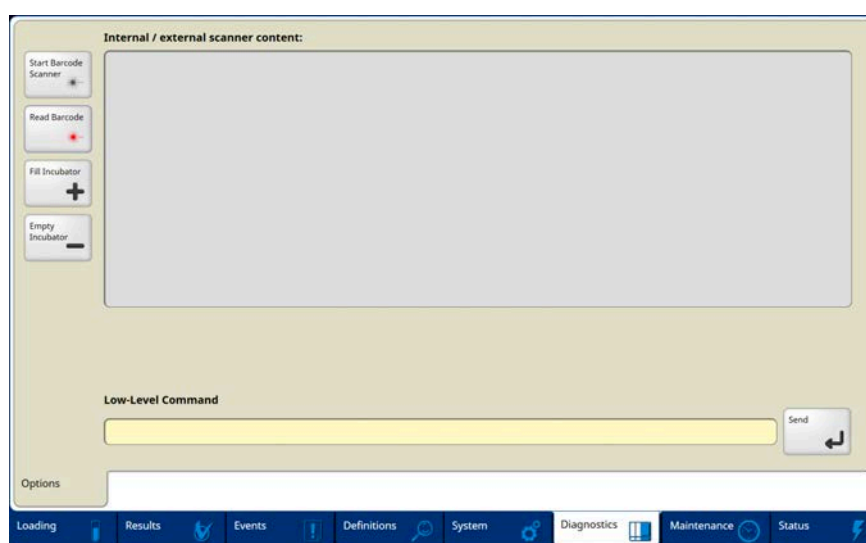 Internal / external scanner content:
Start Barcode
Scanner
Read Barcode
Fill Incubator
Empty
Incubator
Low-Level Command
Send
Options
Loading
Results
Events
Definitions
System
Diagnostics
Maintenance
Status